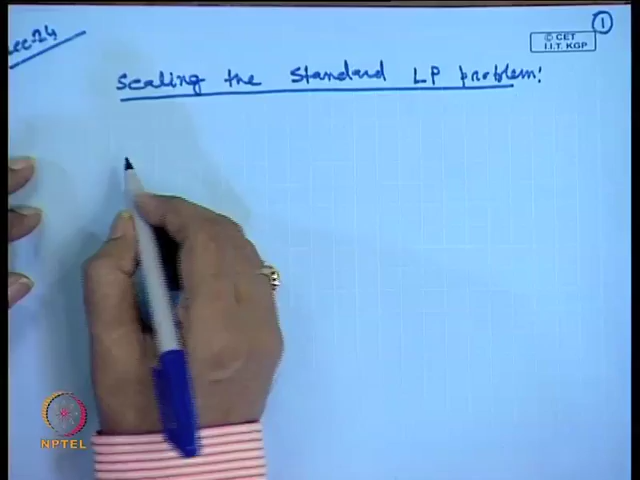 Lec-24
1
© CET
I.I.T. KGP
Scaling the Standard LP problem:
NPTEL